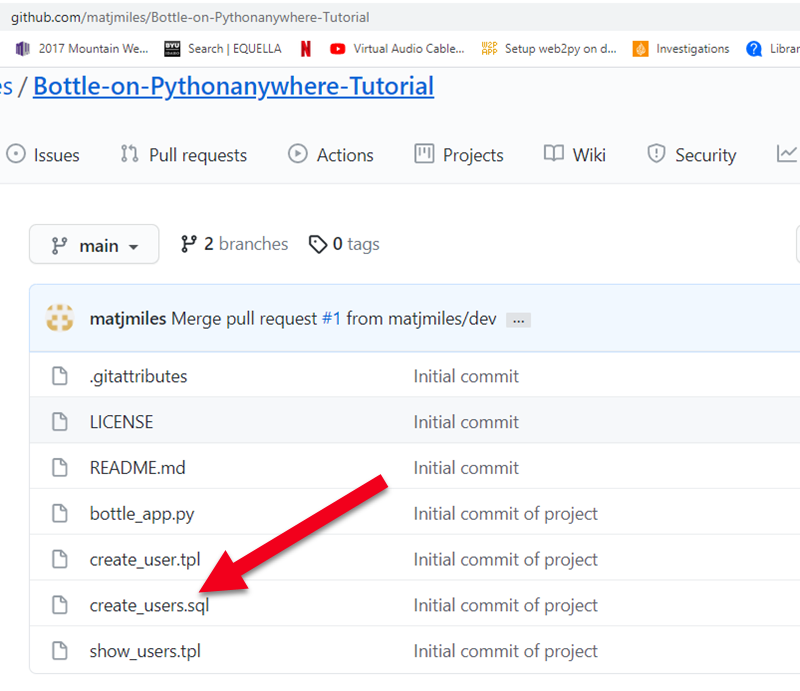 github.com/matjmiles/Bottle-on-Pythonanywhere-Tutorial
2017 Mountain We... BYU Search | EQUELLA N Virtual Audio Cable... W2P APP Setup web2py on d... Investigations ? Librar
es / Bottle-on-Pythonanywhere-Tutorial
Issues Pull requests Actions Projects Wiki Security
main 2 branches 0 tags
matjmiles Merge pull request #1 from matjmiles/dev ...
.gitattributes Initial commit
LICENSE Initial commit
README.md Initial commit
bottle_app.py Initial commit of project
create_user.tpl Initial commit of project
create_users.sql Initial commit of project
show_users.tpl Initial commit of project